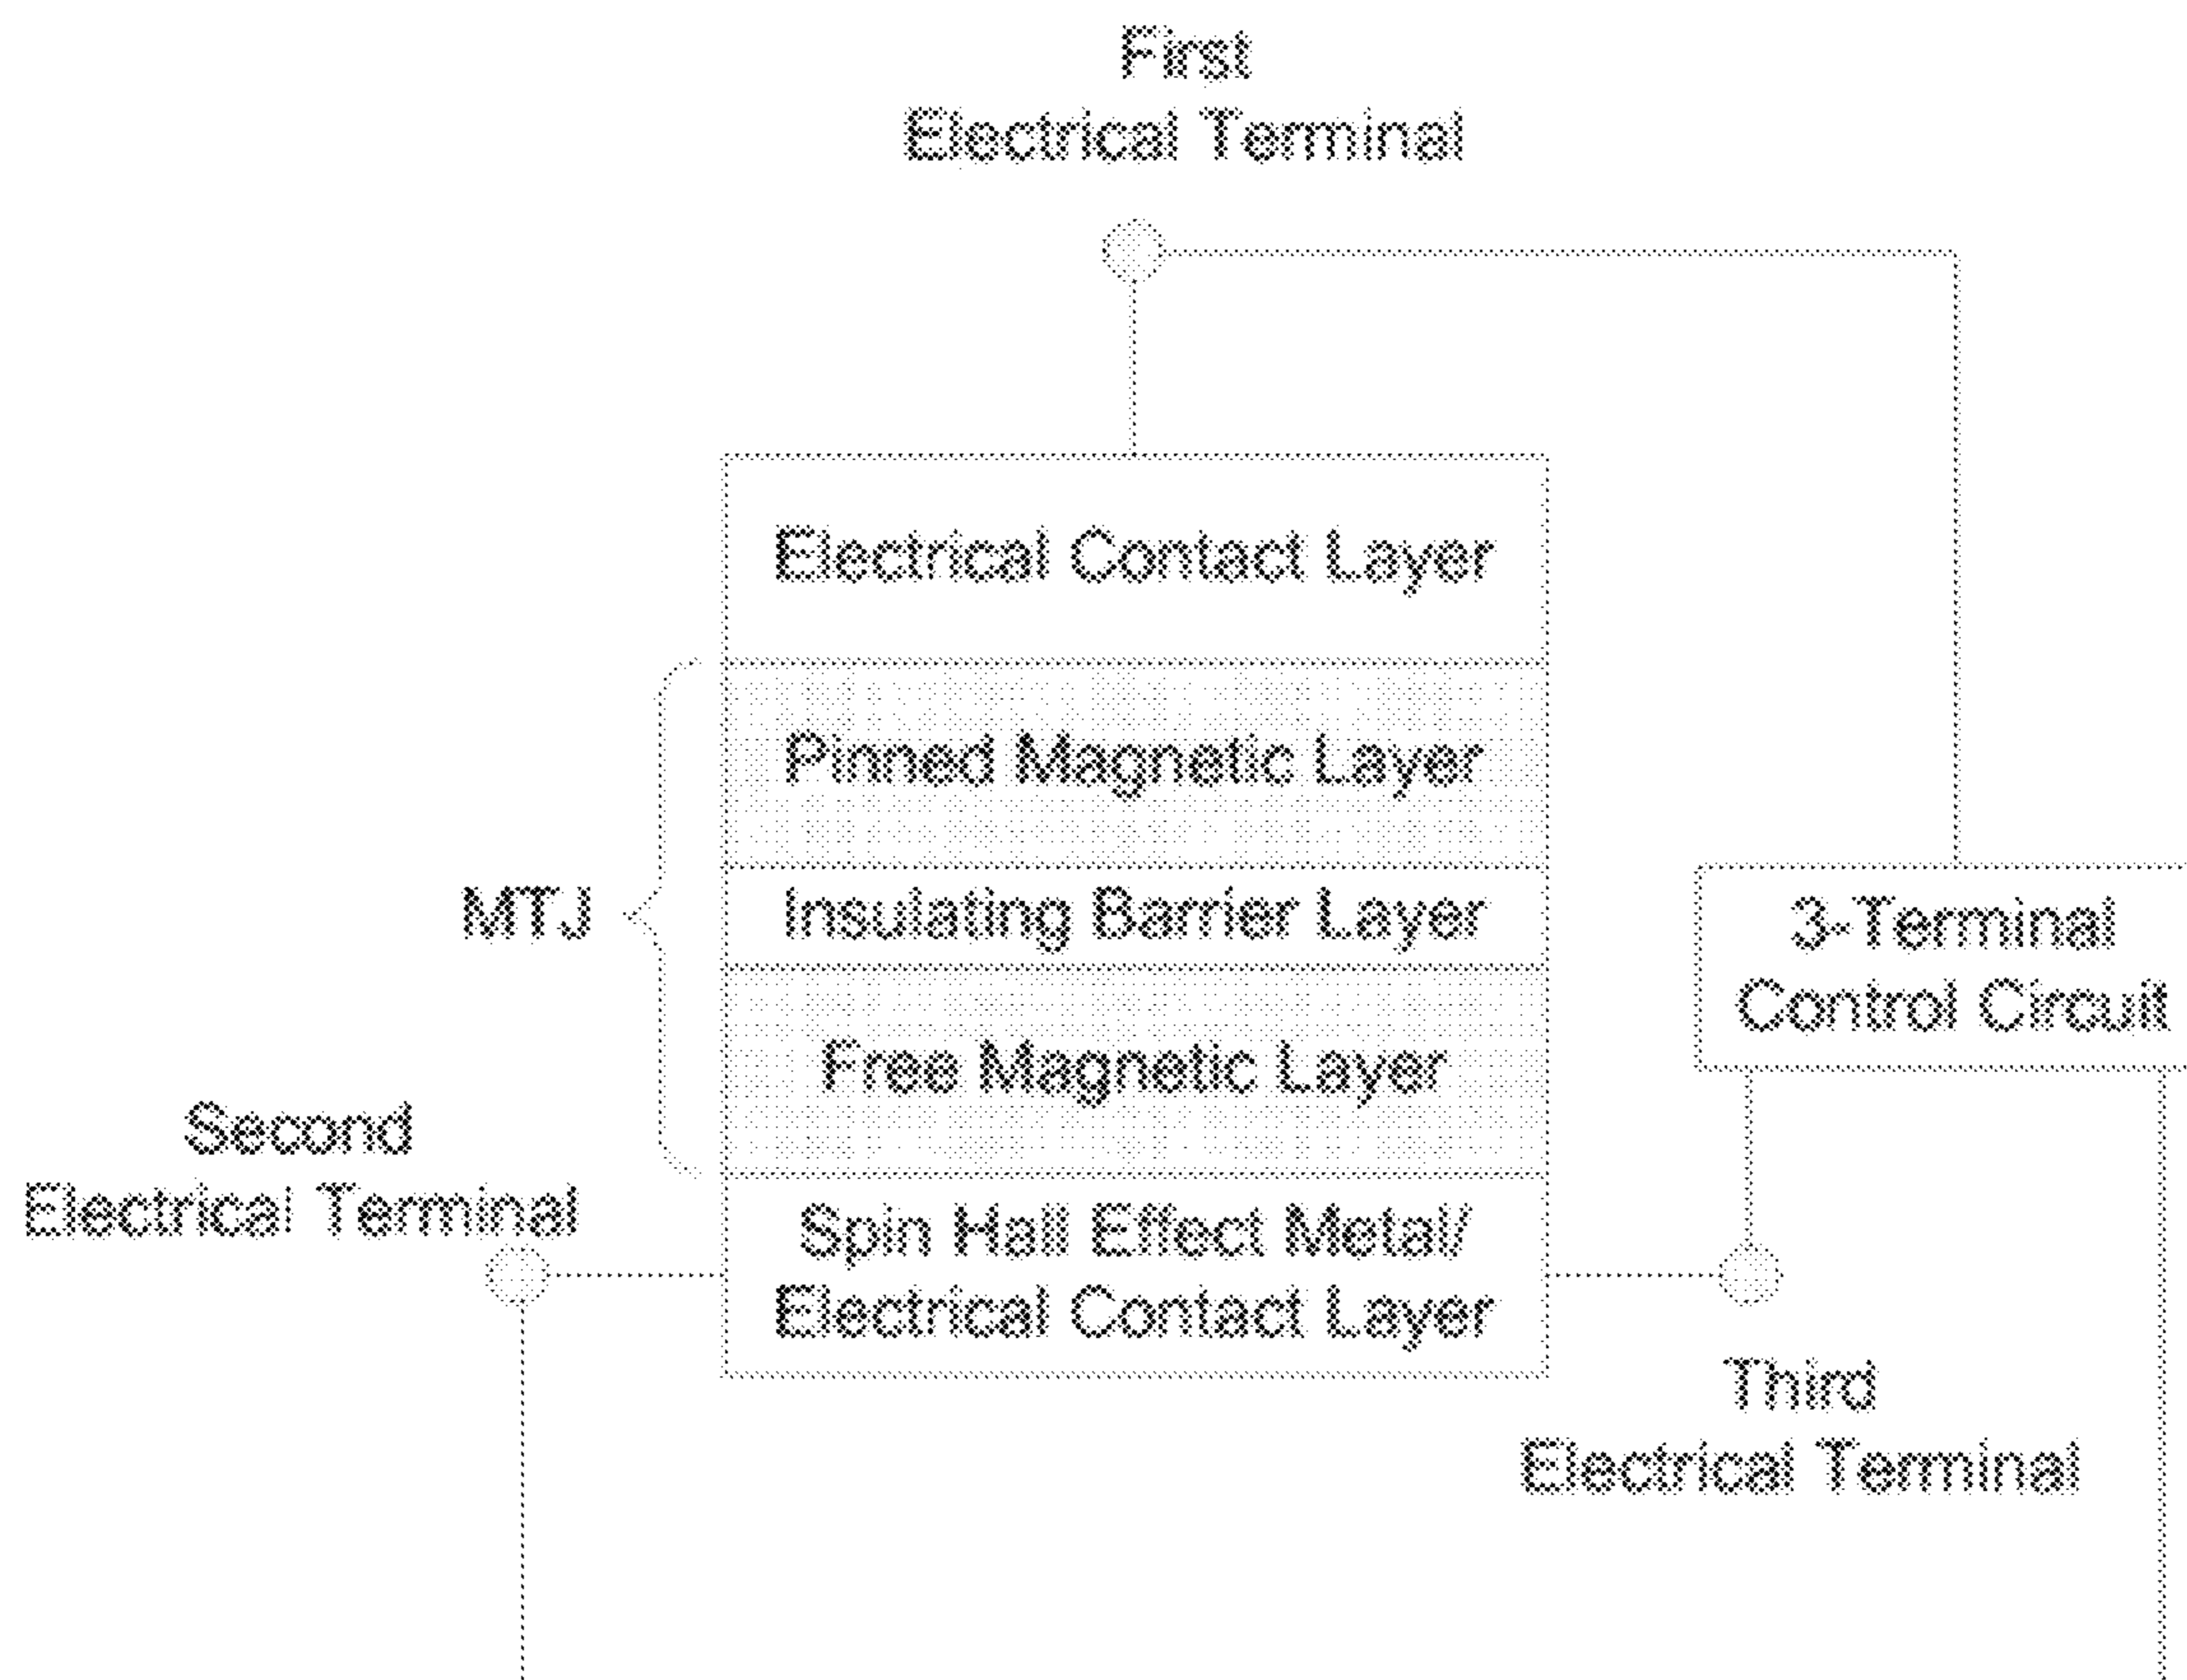 First
Electrical Terminal
Electrical Contact Layer
Pinned Magnetic Layer
MTJ
Insulating Barrier Layer
3-Terminal
Control Circuit
Free Magnetic Layer
Second
Electrical Terminal
Spin Hall Effect Metal/
Electrical Contact Layer
Third
Electrical Terminal